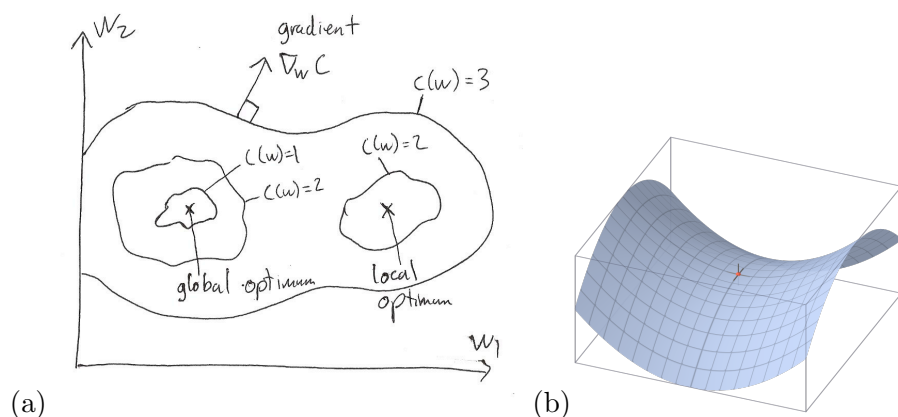 W₂
gradient
∇w C
C(w)=3
C(w)=1
C(w)=2
C(w)=2
global optimum
local
optimum
W₁
(a)
(b)